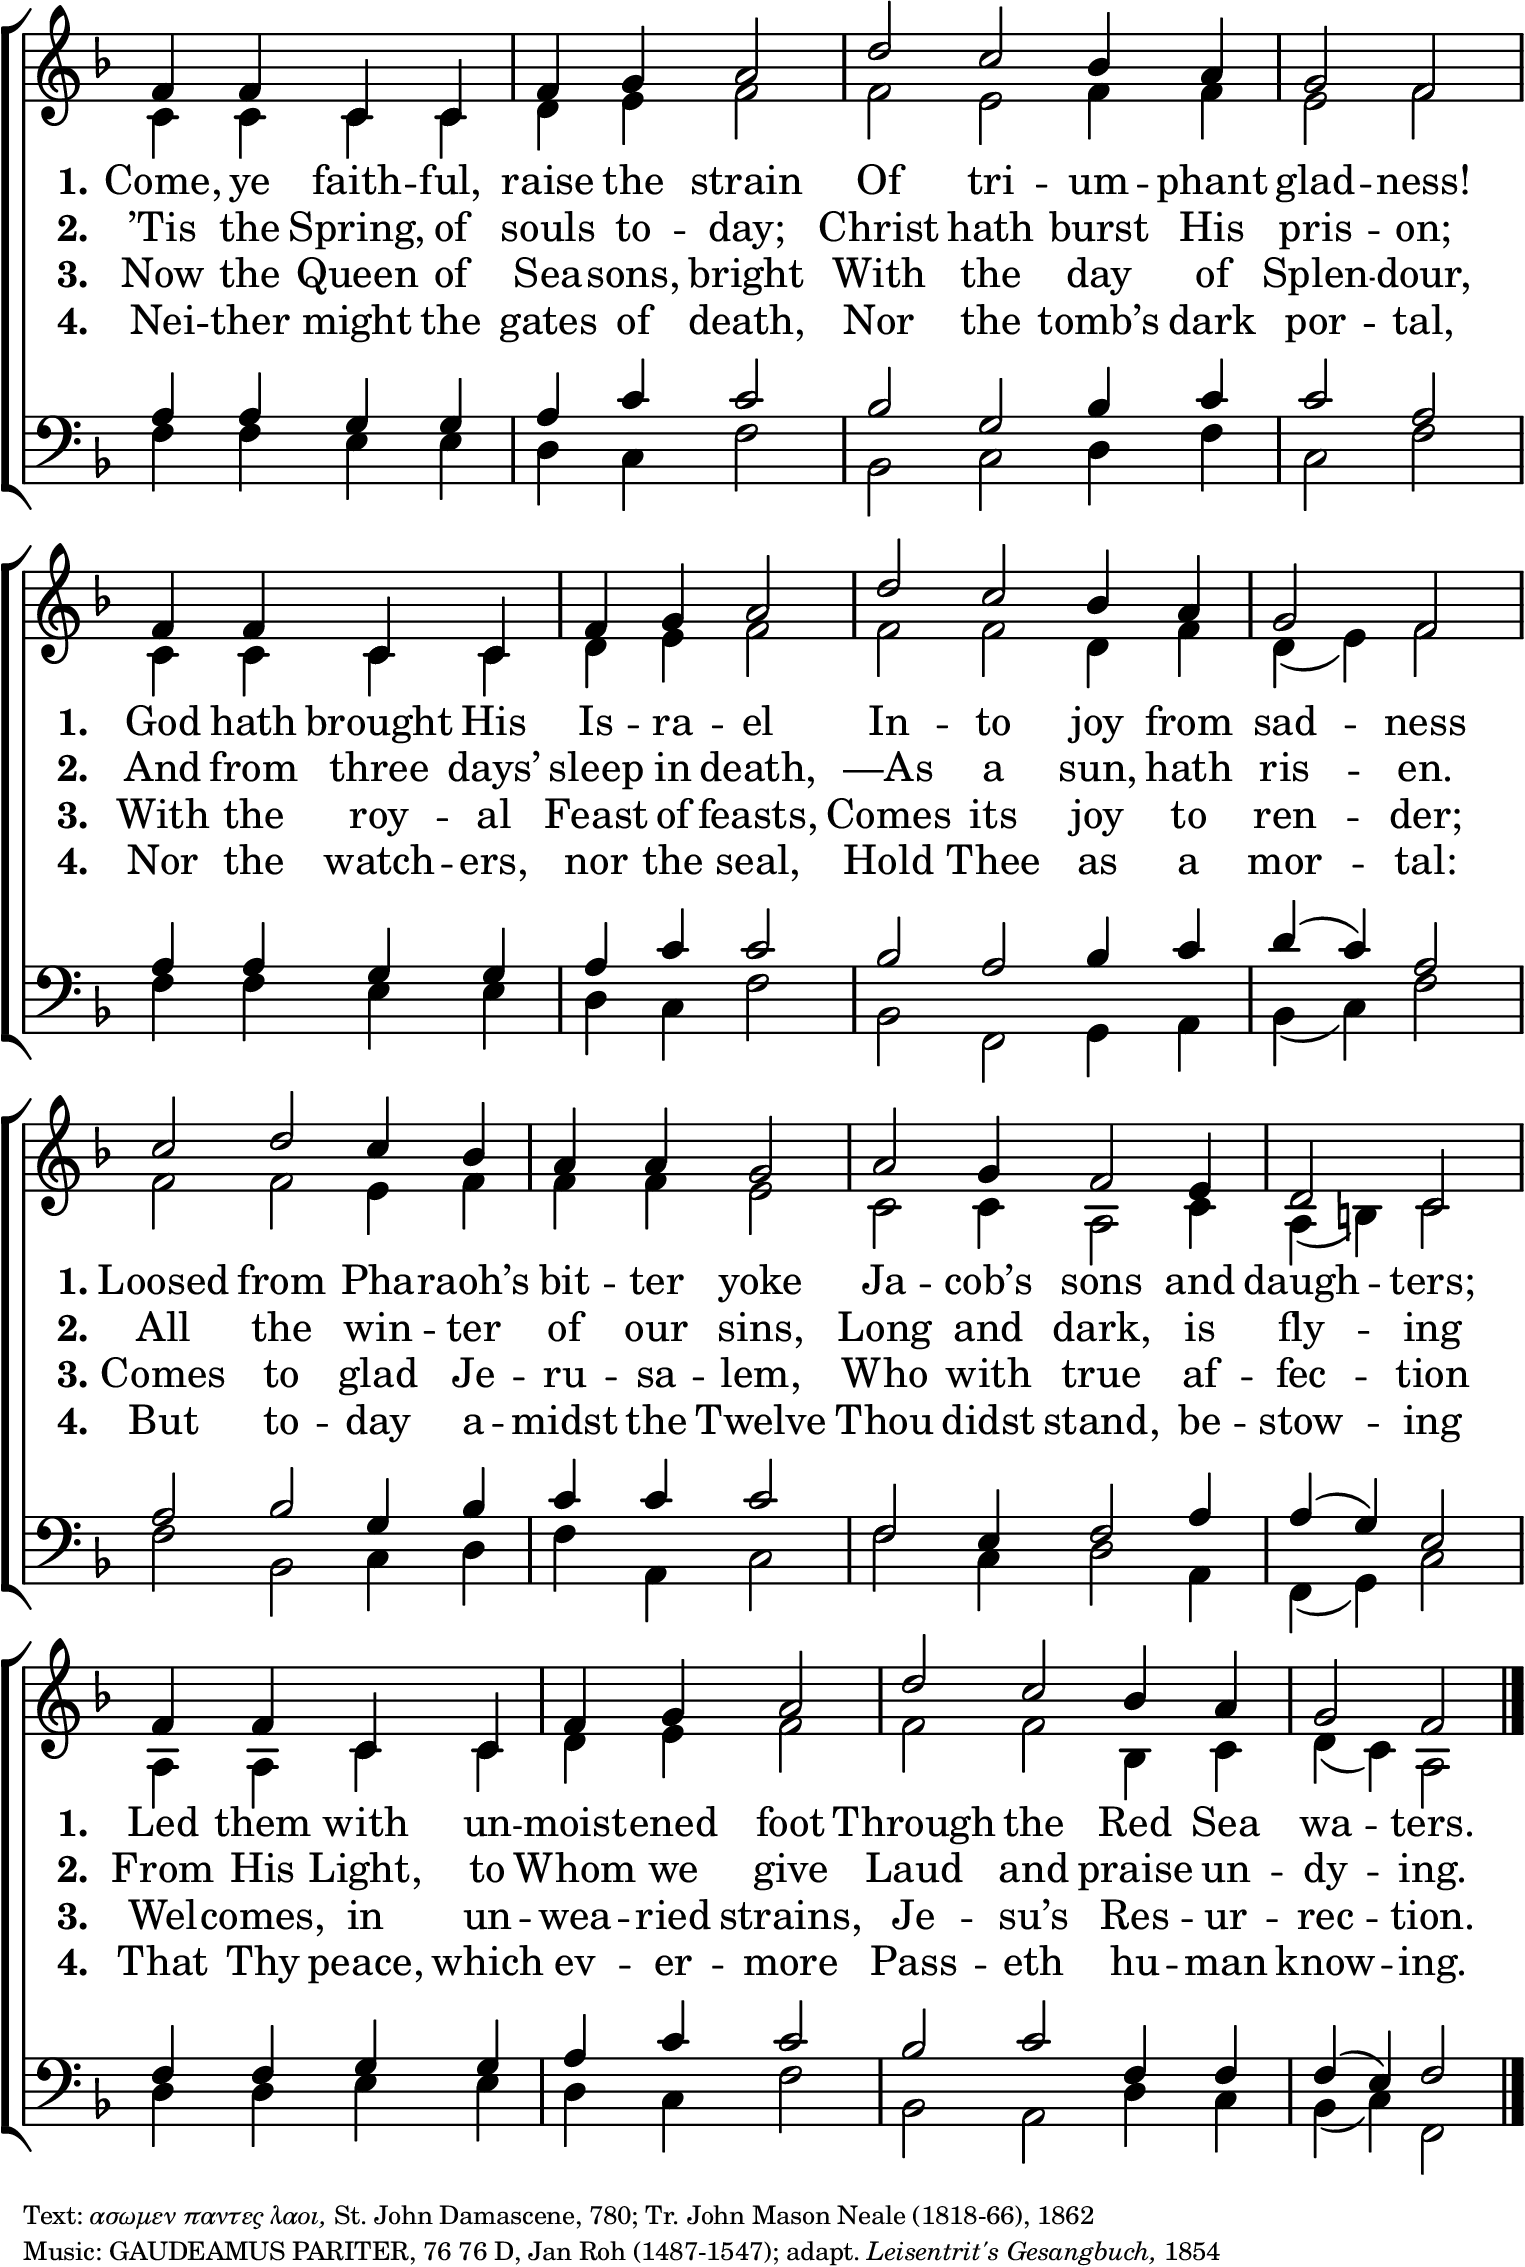 1. Come, ye faith -- ful, raise the strain Of tri -- um -- phant glad -- ness!
2. ’Tis the Spring, of souls to -- day; Christ hath burst His pris -- on;
3. Now the Queen of Sea -- sons, bright With the day of Splen -- dour,
4. Nei -- ther might the gates of death, Nor the tomb’s dark por -- tal,
1. God hath brought His Is -- ra -- el In -- to joy from sad -- ness
2. And from three days’ sleep in death, —As a sun, hath ris -- en.
3. With the roy -- al Feast of feasts, Comes its joy to ren -- der;
4. Nor the watch -- ers, nor the seal, Hold Thee as a mor -- tal:
1. Loosed from Pharaoh’s bit -- ter yoke Ja -- cob’s sons and daugh -- ters;
2. All the win -- ter of our sins, Long and dark, is fly -- ing
3. Comes to glad Je -- ru -- sa -- lem, Who with true af -- fec -- tion
4. But to -- day a -- midst the Twelve Thou didst stand, be -- stow -- ing
1. Led them with un -- moistened foot Through the Red Sea wa -- ters.
2. From His Light, to Whom we give Laud and praise un -- dy -- ing.
3. Welcomes, in un -- wea -- ried strains, Je -- su’s Res -- ur -- rec -- tion.
4. That Thy peace, which ev -- er -- more Pass -- eth hu -- man know -- ing.
Text: ασωμεν παντες λαοι, St. John Damascene, 780; Tr. John Mason Neale (1818-66), 1862
Music: GAUDEAMUS PARITER, 76 76 D, Jan Roh (1487-1547); adapt. Leisentrit's Gesangbuch, 1854